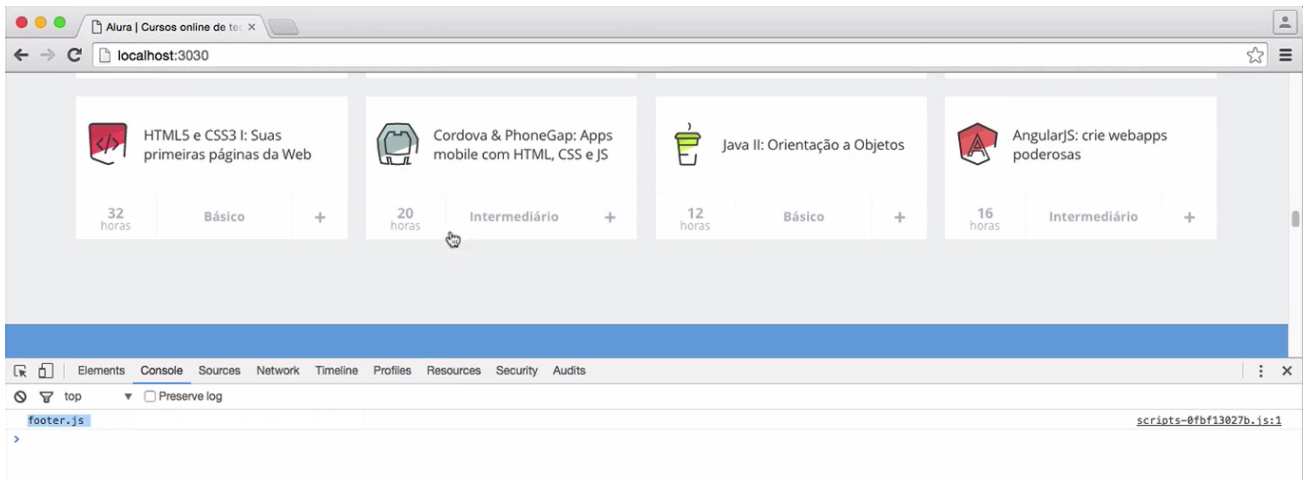 Alura | Cursos online de tec
localhost:3030
HTML5 e CSS3 I: Suas
primeiras páginas da Web
32
horas
Básico
+
Cordova & PhoneGap: Apps
mobile com HTML, CSS e JS
20
horas
Intermediário
+
Java II: Orientação a Objetos
12
horas
Básico
+
AngularJS: crie webapps
poderosas
16
horas
Intermediário
+
Elements Console Sources Network Timeline Profiles Resources Security Audits
top Preserve log
footer.js scripts-0fbf13027b.js:1
>